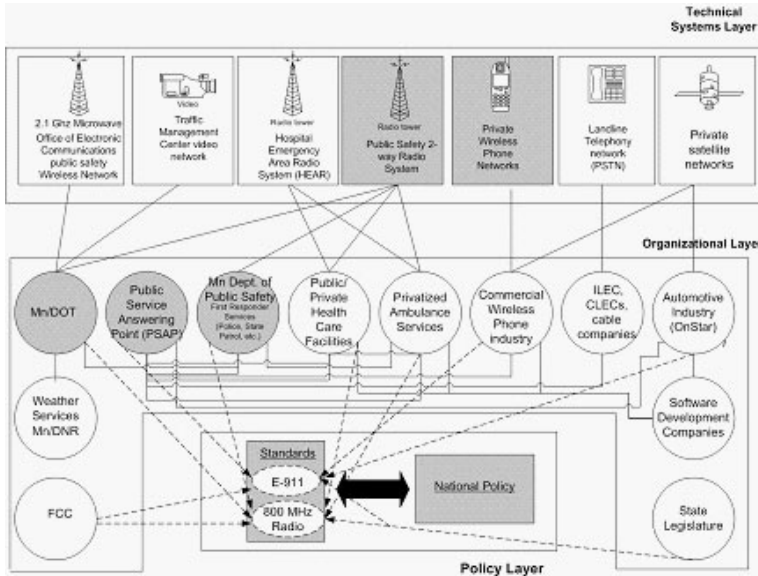 Technical
Systems Layer
2.1 Ghz Microwave
Office of Electronic
Communications
public safety
Wireless Network
Video
Traffic
Management
Center video
network
Radio tower
Hospital
Emergency
Area Radio
System (HEAR)
Radio tower
Public Safety 2-
way Radio
System
Private
Wireless
Phone
Networks
Landline
Telephony
network
(PSTN)
Private
satellite
networks
Organizational Laye
Mn/DOT
Public
Service
Answering
Point (PSAP)
Mn Dept. of
Public Safety
First Responder
Services
(Police, State
Patrol, etc.)
Public/
Private
Health
Care
Facilities
Privatized
Ambulance
Services
Commercial
Wireless
Phone
industry
ILEC,
CLECs,
cable
companies
Automotive
Industry
(OnStar)
Weather
Services
Mn/DNR
Software
Development
Companies
Standards
E-911
800 MHz
Radio
National Policy
FCC
State
Legislature
Policy Layer